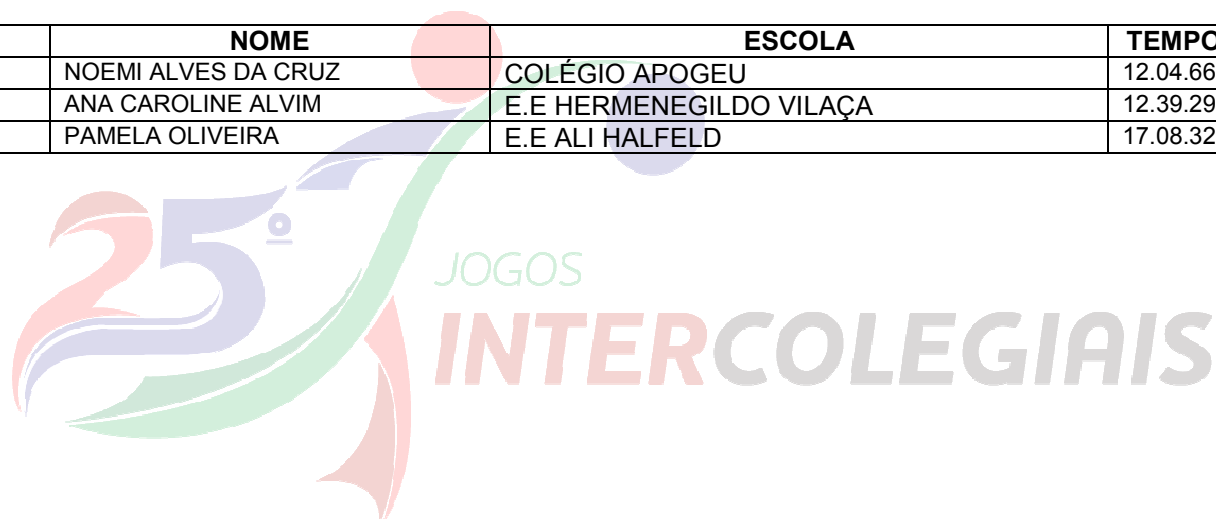 NOME ESCOLA TEMPO
NOEMI ALVES DA CRUZ COLÉGIO APOGEU 12.04.66
ANA CAROLINE ALVIM E.E HERMENEGILDO VILAÇA 12.39.29
PAMELA OLIVEIRA E.E ALI HALFELD 17.08.32
25º
JOGOS
INTERCOLEGIAIS